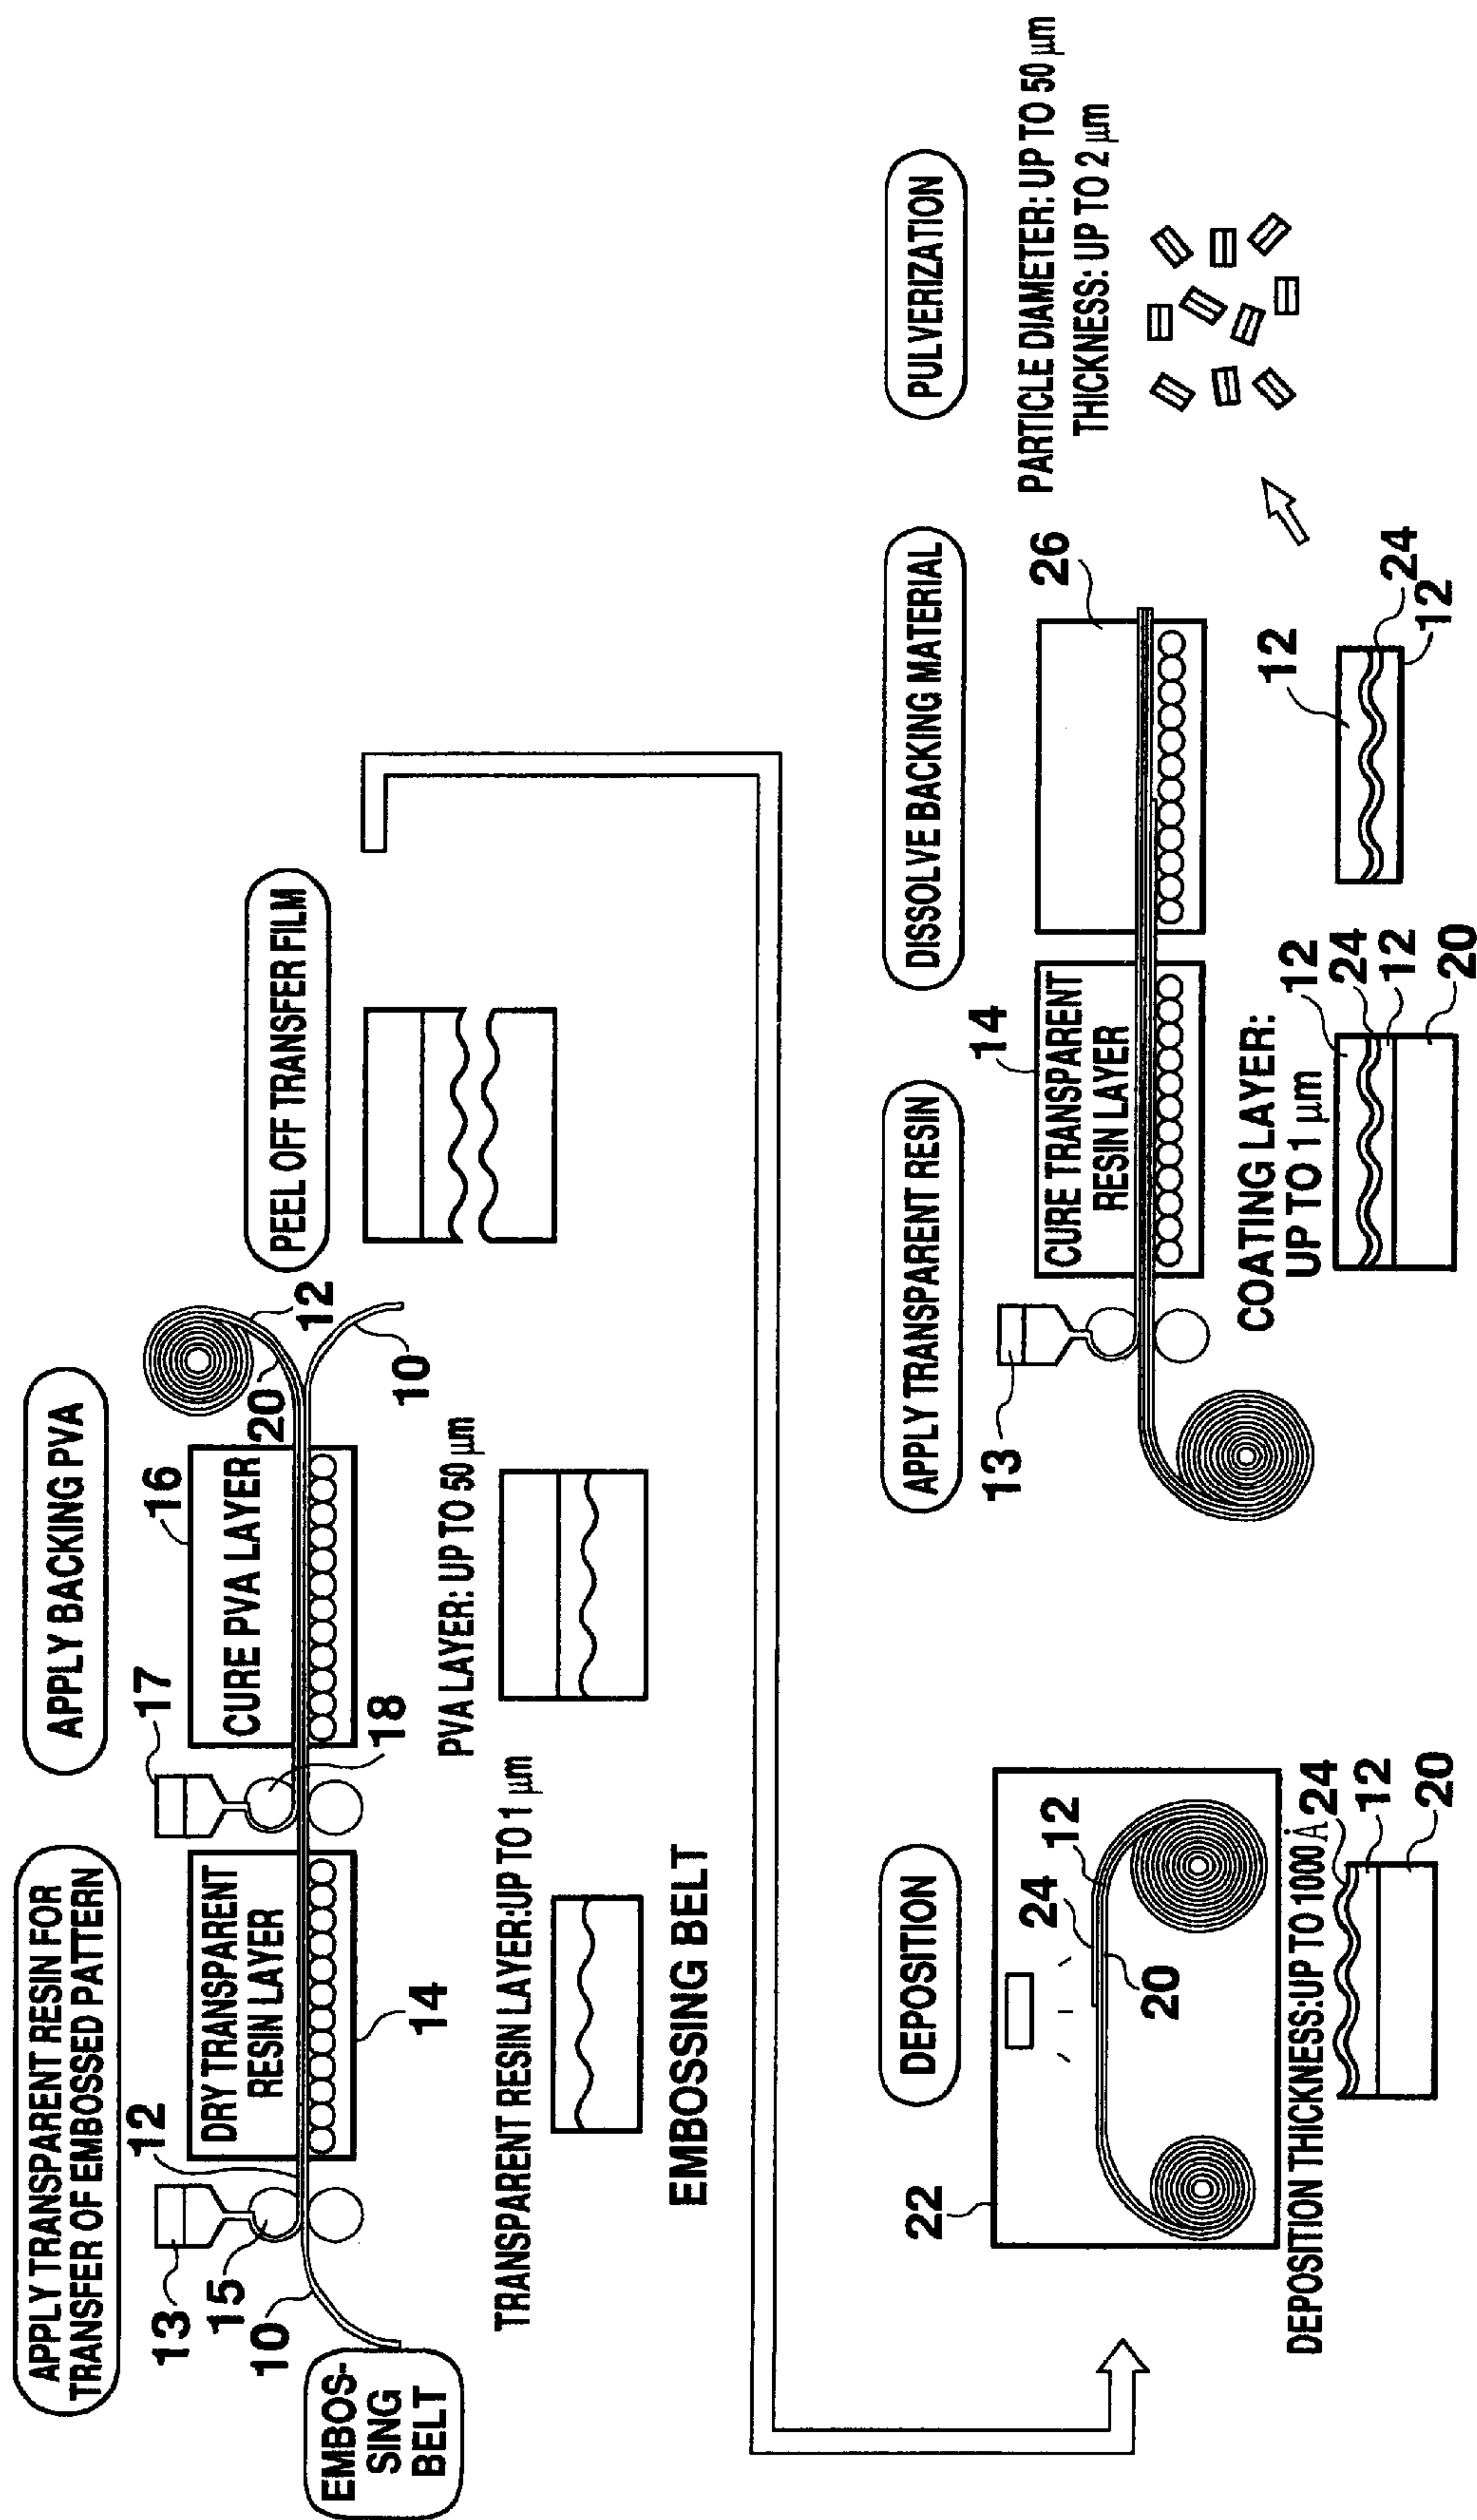 APPLY TRANSPARENT RESIN FOR
TRANSFER OF EMBOSSED PATTERN
APPLY BACKING PVA
PEEL OFF TRANSFER FILM
13
15
10
12
DRY TRANSPARENT
RESIN LAYER
14
17
18
16
CURE PVA LAYER
20
12
10
EMBOS-
SING
BELT
TRANSPARENT RESIN LAYER:UP TO 1 μm
PVA LAYER: UP TO 50 μm
EMBOSSING BELT
DEPOSITION
22
24
12
20
DEPOSITION THICKNESS:UP TO 1000 Å
24
12
20
APPLY TRANSPARENT RESIN
DISSOLVE BACKING MATERIAL
PULVERIZATION
13
14
CURE TRANSPARENT
RESIN LAYER
26
COATING LAYER:
UP TO 1 μm
12
24
12
20
12
24
12
PARTICLE DIAMETER: UP TO 50 μm
THICKNESS: UP TO 2 μm